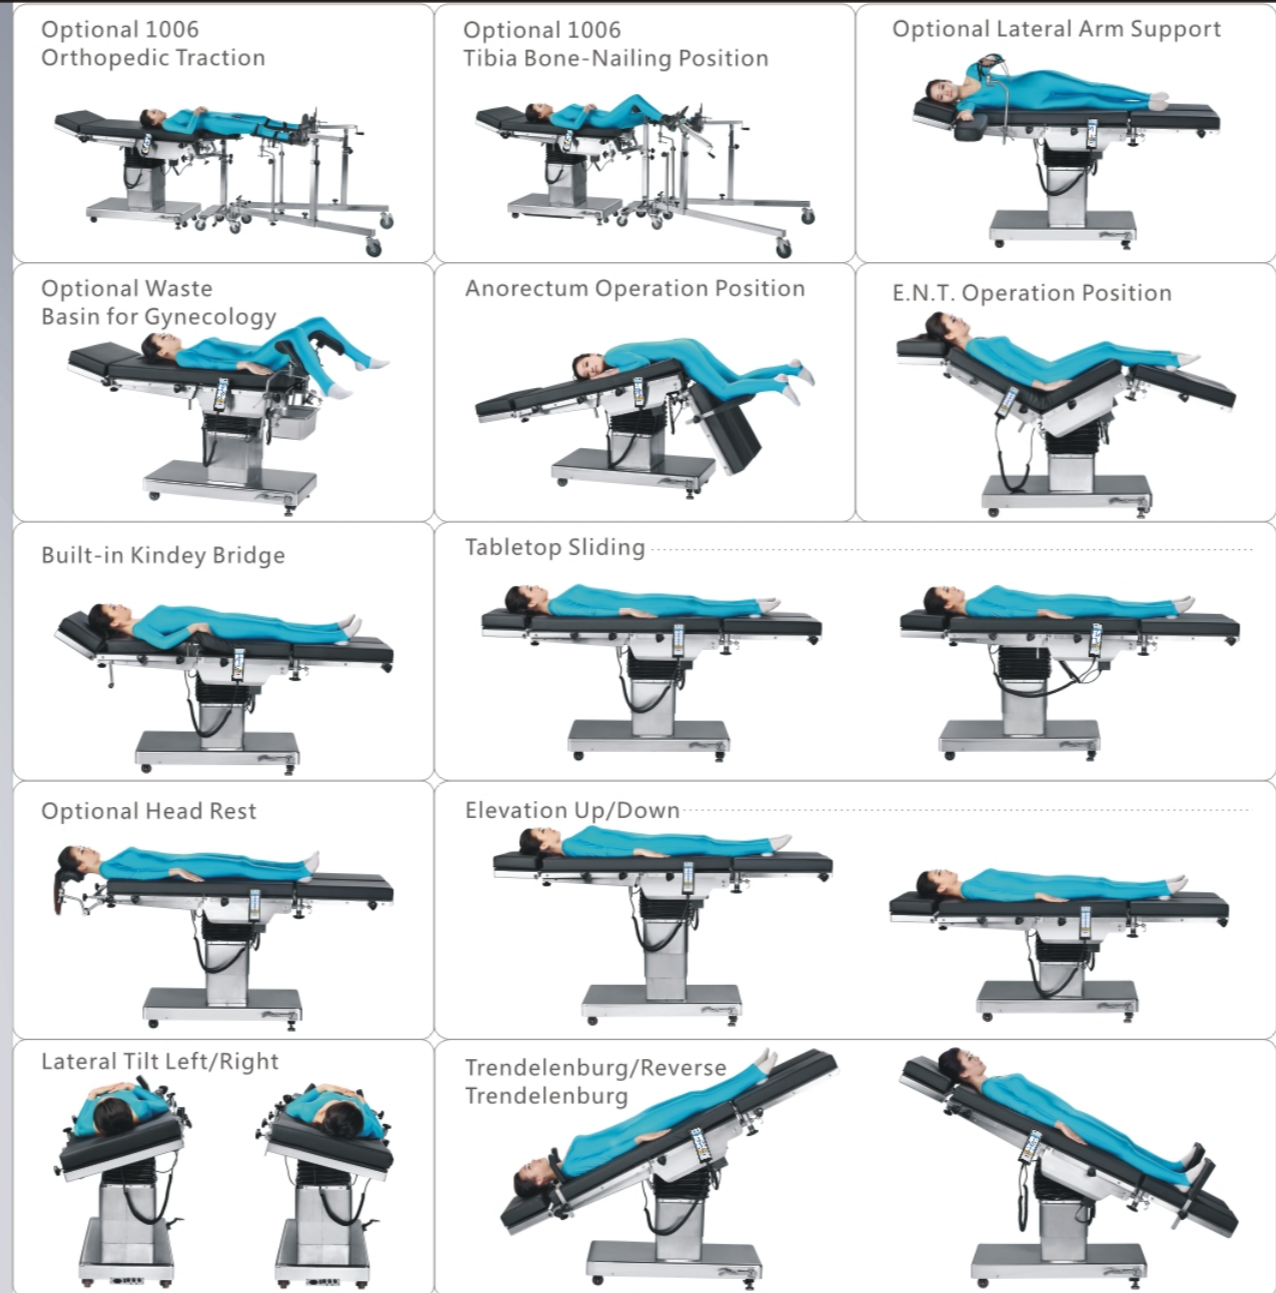 Optional 1006
Orthopedic Traction
Optional 1006
Tibia Bone-Nailing Position
Optional Lateral Arm Support
Optional Waste
Basin for Gynecology
Anorectum Operation Position
E.N.T. Operation Position
Built-in Kindey Bridge
Tabletop Sliding
Optional Head Rest
Elevation Up/Down
Lateral Tilt Left/Right
Trendelenburg/Reverse
Trendelenburg